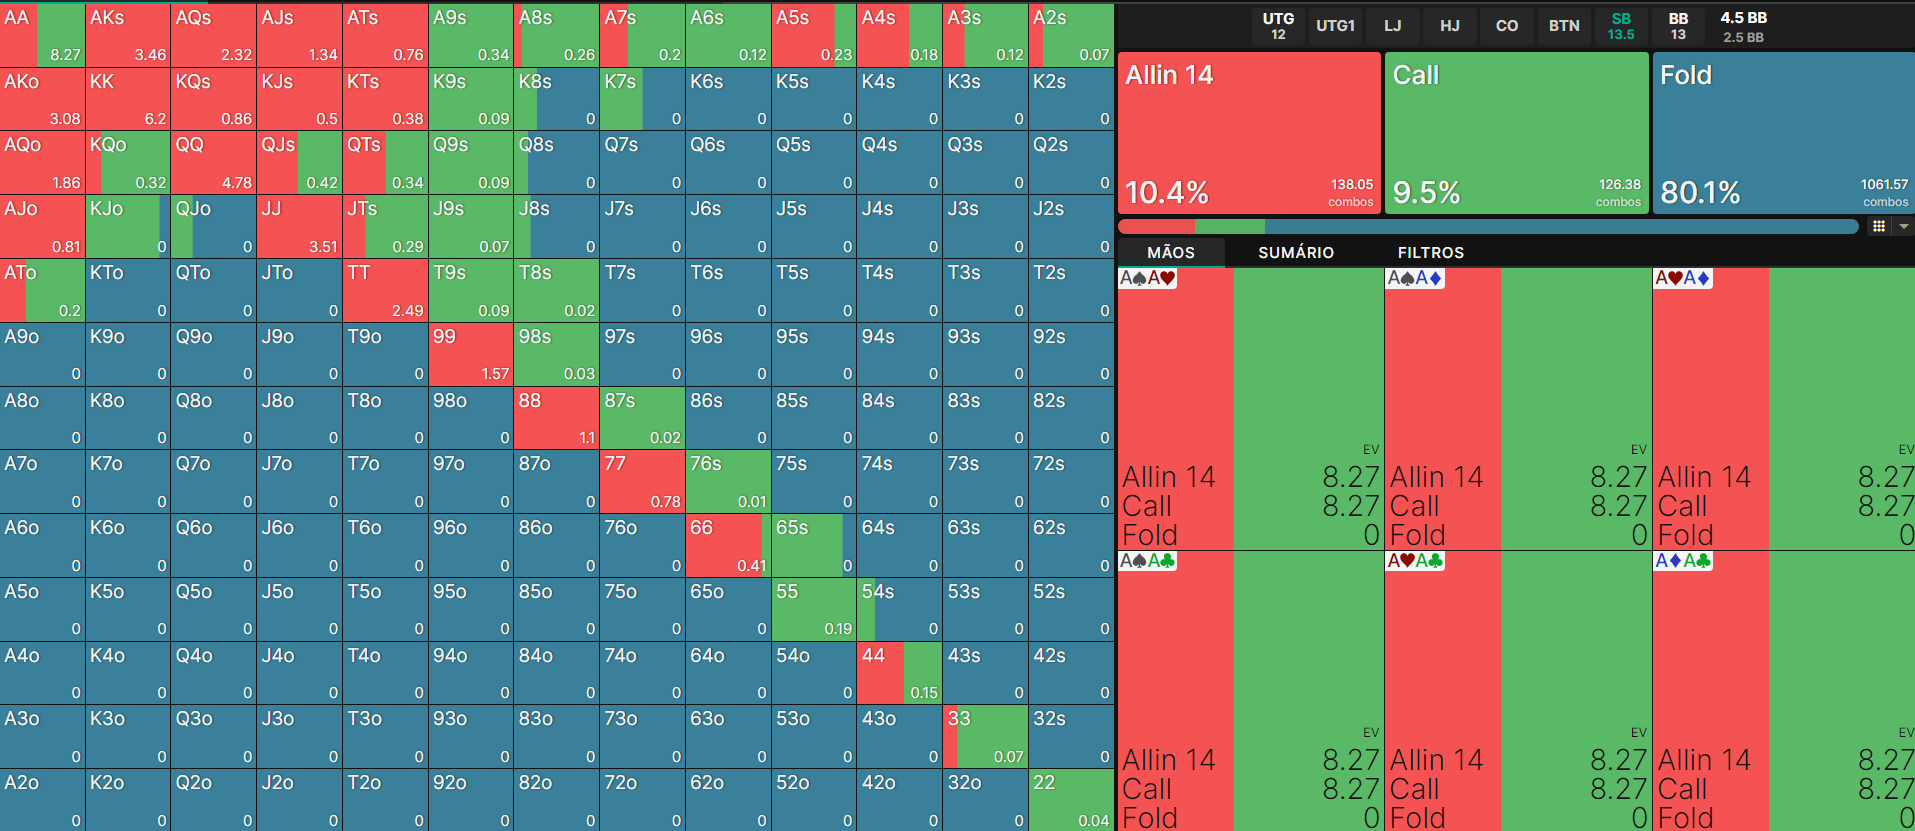 AA AKs AQs AJs ATs A9s A8s A7s A6s A5s A4s A3s A2s
8.27 3.46 2.32 1.34 0.76 0.34 0.26 0.2 0.12 0.23 0.18 0.12 0.07
AKo KK KQs KJs KTs K9s K8s K7s K6s K5s K4s K3s K2s
3.08 6.2 0.86 0.5 0.38 0.09 0 0 0 0 0 0 0
AQo KQo QQ QJs QTs Q9s Q8s Q7s Q6s Q5s Q4s Q3s Q2s
1.86 0.32 4.78 0.42 0.34 0.09 0 0 0 0 0 0 0
AJo KJo QJo JJ JTs J9s J8s J7s J6s J5s J4s J3s J2s
0.81 0 0 3.51 0.29 0.07 0 0 0 0 0 0 0
ATo KTo QTo JTo TT T9s T8s T7s T6s T5s T4s T3s T2s
0.2 0 0 0 2.49 0.09 0.02 0 0 0 0 0 0
A9o K9o Q9o J9o T9o 99 98s 97s 96s 95s 94s 93s 92s
0 0 0 0 0 1.57 0.03 0 0 0 0 0 0
A8o K8o Q8o J8o T8o 98o 88 87s 86s 85s 84s 83s 82s
0 0 0 0 0 0 1.1 0.02 0 0 0 0 0
A7o K7o Q7o J7o T7o 97o 87o 77 76s 75s 74s 73s 72s
0 0 0 0 0 0 0 0.78 0.01 0 0 0 0
A6o K6o Q6o J6o T6o 96o 86o 76o 66 65s 64s 63s 62s
0 0 0 0 0 0 0 0 0.41 0 0 0 0
A5o K5o Q5o J5o T5o 95o 85o 75o 65o 55 54s 53s 52s
0 0 0 0 0 0 0 0 0 0.19 0 0 0
A4o K4o Q4o J4o T4o 94o 84o 74o 64o 54o 44 43s 42s
0 0 0 0 0 0 0 0 0 0 0.15 0 0
A3o K3o Q3o J3o T3o 93o 83o 73o 63o 53o 43o 33 32s
0 0 0 0 0 0 0 0 0 0 0 0.07 0
A2o K2o Q2o J2o T2o 92o 82o 72o 62o 52o 42o 32o 22
0 0 0 0 0 0 0 0 0 0 0 0 0.04
UTG UTG1 LJ HJ CO BTN SB BB 4.5 BB
12 13.5 13 2.5 BB
Allin 14 Call Fold
10.4% 138.05 combos 9.5% 126.38 combos 80.1% 1061.57 combos
MÃOS SUMÁRIO FILTROS
A♠A♥ A♠A♦ A♥A♦
EV EV EV
Allin 14 8.27 Allin 14 8.27 Allin 14 8.27
Call 8.27 Call 8.27 Call 8.27
Fold 0 Fold 0 Fold 0
A♠A♣ A♥A♣ A♦A♣
EV EV EV
Allin 14 8.27 Allin 14 8.27 Allin 14 8.27
Call 8.27 Call 8.27 Call 8.27
Fold 0 Fold 0 Fold 0